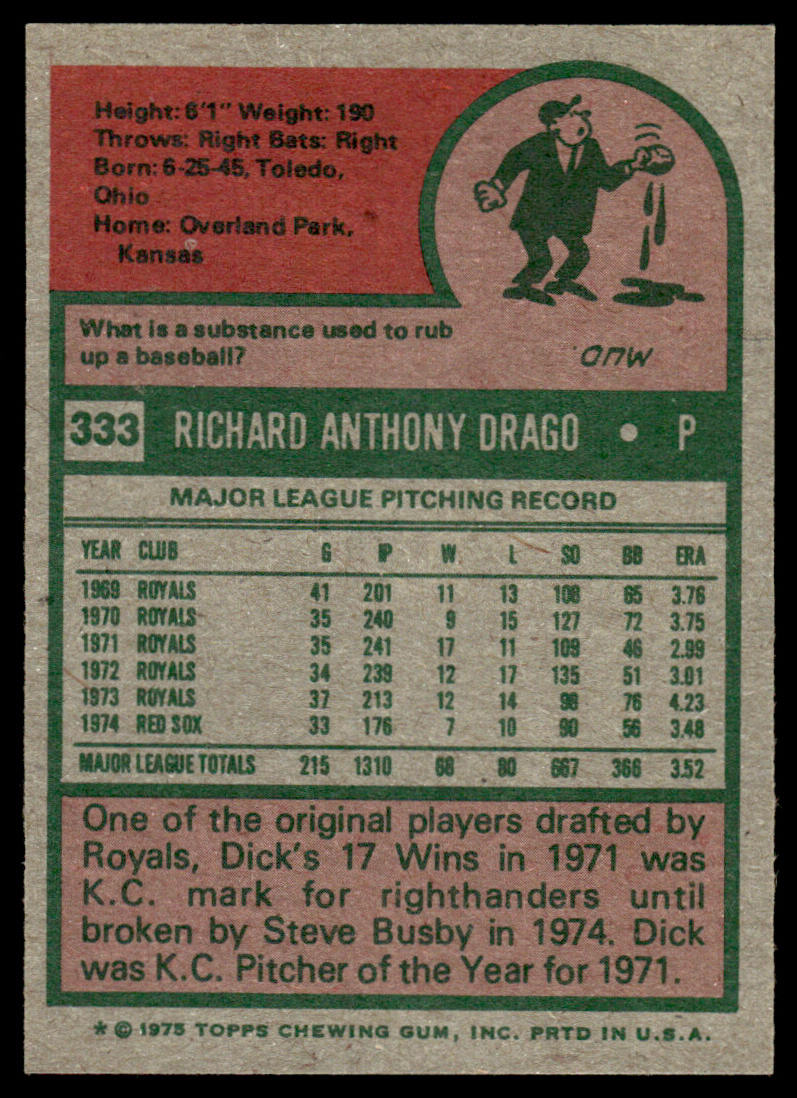 Height: 6'1" Weight: 190
Throws: Right Bats: Right
Born: 6-25-45, Toledo,
Ohio
Home: Overland Park,
Kansas
What is a substance used to rub
up a baseball?
MUD
333 RICHARD ANTHONY DRAGO • P
MAJOR LEAGUE PITCHING RECORD
YEAR CLUB G IP W L SO BB ERA
1969 ROYALS 41 201 11 13 108 65 3.76
1970 ROYALS 35 240 9 15 127 72 3.75
1971 ROYALS 35 241 17 11 109 46 2.99
1972 ROYALS 34 239 12 17 135 51 3.01
1973 ROYALS 37 213 12 14 98 76 4.23
1974 RED SOX 33 176 7 10 90 56 3.48
MAJOR LEAGUE TOTALS 215 1310 68 80 667 366 3.52
One of the original players drafted by
Royals, Dick's 17 Wins in 1971 was
K.C. mark for righthanders until
broken by Steve Busby in 1974. Dick
was K.C. Pitcher of the Year for 1971.
* © 1975 TOPPS CHEWING GUM, INC. PRTD IN U.S.A.